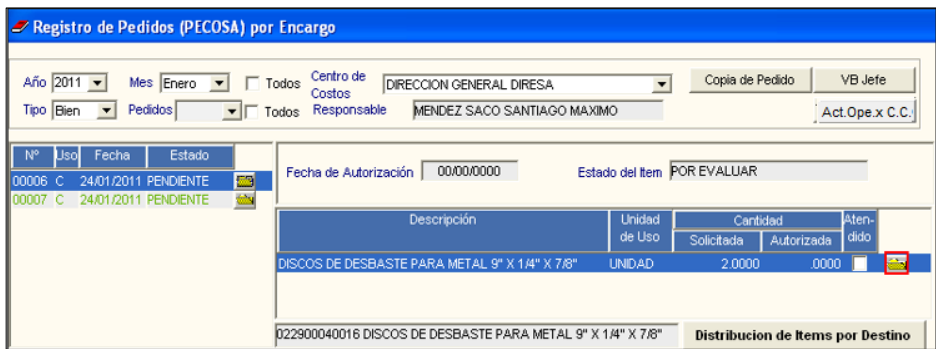 Registro de Pedidos (PECOSA) por Encargo
Año 2011 Mes Enero Todos Centro de Costos DIRECCION GENERAL DIRESA Copia de Pedido VB Jefe
Tipo Bien Pedidos Todos Responsable MENDEZ SACO SANTIAGO MAXIMO Act.Ope.x C.C.
Nº Uso Fecha Estado
00006 C 24/01/2011 PENDIENTE
00007 C 24/01/2011 PENDIENTE
Fecha de Autorización 00/00/0000 Estado del Item POR EVALUAR
Descripción Unidad de Uso Cantidad Solicitada Autorizada Aten-dido
DISCOS DE DESBASTE PARA METAL 9" X 1/4" X 7/8" UNIDAD 2.0000 .0000
022900040016 DISCOS DE DESBASTE PARA METAL 9" X 1/4" X 7/8" Distribucion de Items por Destino